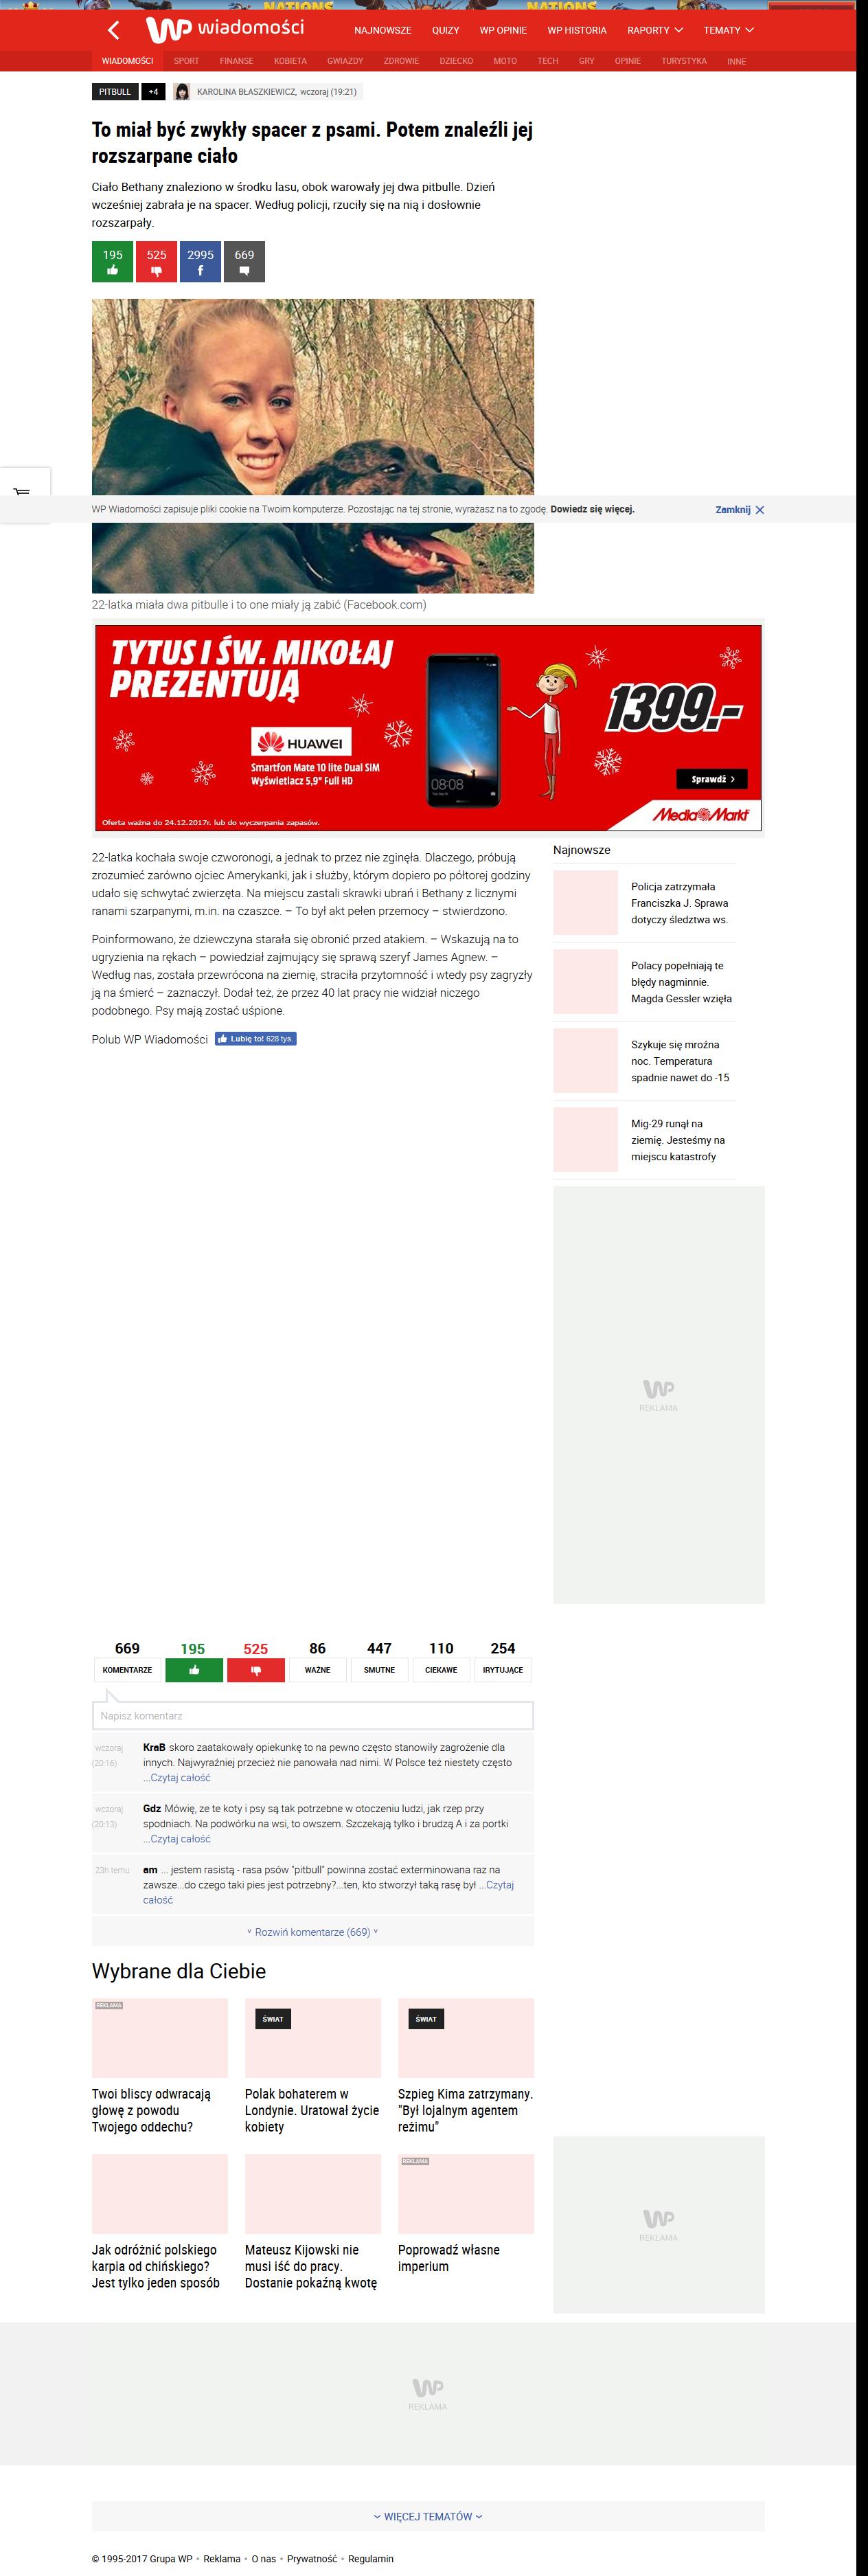 NATIONS NATIONS
WP wiadomości
NAJNOWSZE QUIZY WP OPINIE WP HISTORIA RAPORTY TEMATY
WIADOMOŚCI SPORT FINANSE KOBIETA GWIAZDY ZDROWIE DZIECKO MOTO TECH GRY OPINIE TURYSTYKA INNE
PITBULL +4 KAROLINA BŁASZKIEWICZ, wczoraj (19:21)
To miał być zwykły spacer z psami. Potem znaleźli jej
rozszarpane ciało
Ciało Bethany znaleziono w środku lasu, obok warowały jej dwa pitbulle. Dzień
wcześniej zabrała je na spacer. Według policji, rzuciły się na nią i dosłownie
rozszarpały.
195 525 2995 669
f
WP Wiadomości zapisuje pliki cookie na Twoim komputerze. Pozostając na tej stronie, wyrażasz na to zgodę. Dowiedz się więcej.
Zamknij
22-latka miała dwa pitbulle i to one miały ją zabić (Facebook.com)
TYTUS I ŚW. MIKOŁAJ
PREZENTUJĄ
HUAWEI
Smartfon Mate 10 lite Dual SIM
Wyświetlacz 5,9" Full HD
08:08
1399.-
Sprawdź >
Oferta ważna do 24.12.2017r. lub do wyczerpania zapasów.
Media Markt
22-latka kochała swoje czworonogi, a jednak to przez nie zginęła. Dlaczego, próbują
zrozumieć zarówno ojciec Amerykanki, jak i służby, którym dopiero po półtorej godziny
udało się schwytać zwierzęta. Na miejscu zastali skrawki ubrań i Bethany z licznymi
ranami szarpanymi, m.in. na czaszce. – To był akt pełen przemocy – stwierdzono.
Poinformowano, że dziewczyna starała się obronić przed atakiem. – Wskazują na to
ugryzienia na rękach – powiedział zajmujący się sprawą szeryf James Agnew. –
Według nas, została przewrócona na ziemię, straciła przytomność i wtedy psy zagryzły
ją na śmierć – zaznaczył. Dodał też, że przez 40 lat pracy nie widział niczego
podobnego. Psy mają zostać uśpione.
Polub WP Wiadomości Lubię to! 628 tys.
Najnowsze
Policja zatrzymała
Franciszka J. Sprawa
dotyczy śledztwa ws.
Polacy popełniają te
błędy nagminnie.
Magda Gessler wzięła
Szykuje się mroźna
noc. Temperatura
spadnie nawet do -15
Mig-29 runął na
ziemię. Jesteśmy na
miejscu katastrofy
WP
REKLAMA
669 195 525 86 447 110 254
KOMENTARZE WAŻNE SMUTNE CIEKAWE IRYTUJĄCE
Napisz komentarz
wczoraj
(20:16)
KraB skoro zaatakowały opiekunkę to na pewno często stanowiły zagrożenie dla
innych. Najwyraźniej przecież nie panowała nad nimi. W Polsce też niestety często
...Czytaj całość
wczoraj
(20:13)
Gdz Mówię, ze te koty i psy są tak potrzebne w otoczeniu ludzi, jak rzep przy
spodniach. Na podwórku na wsi, to owszem. Szczekają tylko i brudzą A i za portki
...Czytaj całość
23h temu
am ... jestem rasistą - rasa psów "pitbull" powinna zostać exterminowana raz na
zawsze...do czego taki pies jest potrzebny?...ten, kto stworzył taką rasę był ...Czytaj
całość
Rozwiń komentarze (669)
Wybrane dla Ciebie
REKLAMA
Twoi bliscy odwracają
głowę z powodu
Twojego oddechu?
ŚWIAT
Polak bohaterem w
Londynie. Uratował życie
kobiety
ŚWIAT
Szpieg Kima zatrzymany.
"Był lojalnym agentem
reżimu"
Jak odróżnić polskiego
karpia od chińskiego?
Jest tylko jeden sposób
Mateusz Kijowski nie
musi iść do pracy.
Dostanie pokaźną kwotę
REKLAMA
Poprowadź własne
imperium
WP
REKLAMA
WP
REKLAMA
WIĘCEJ TEMATÓW
© 1995-2017 Grupa WP • Reklama • O nas • Prywatność • Regulamin